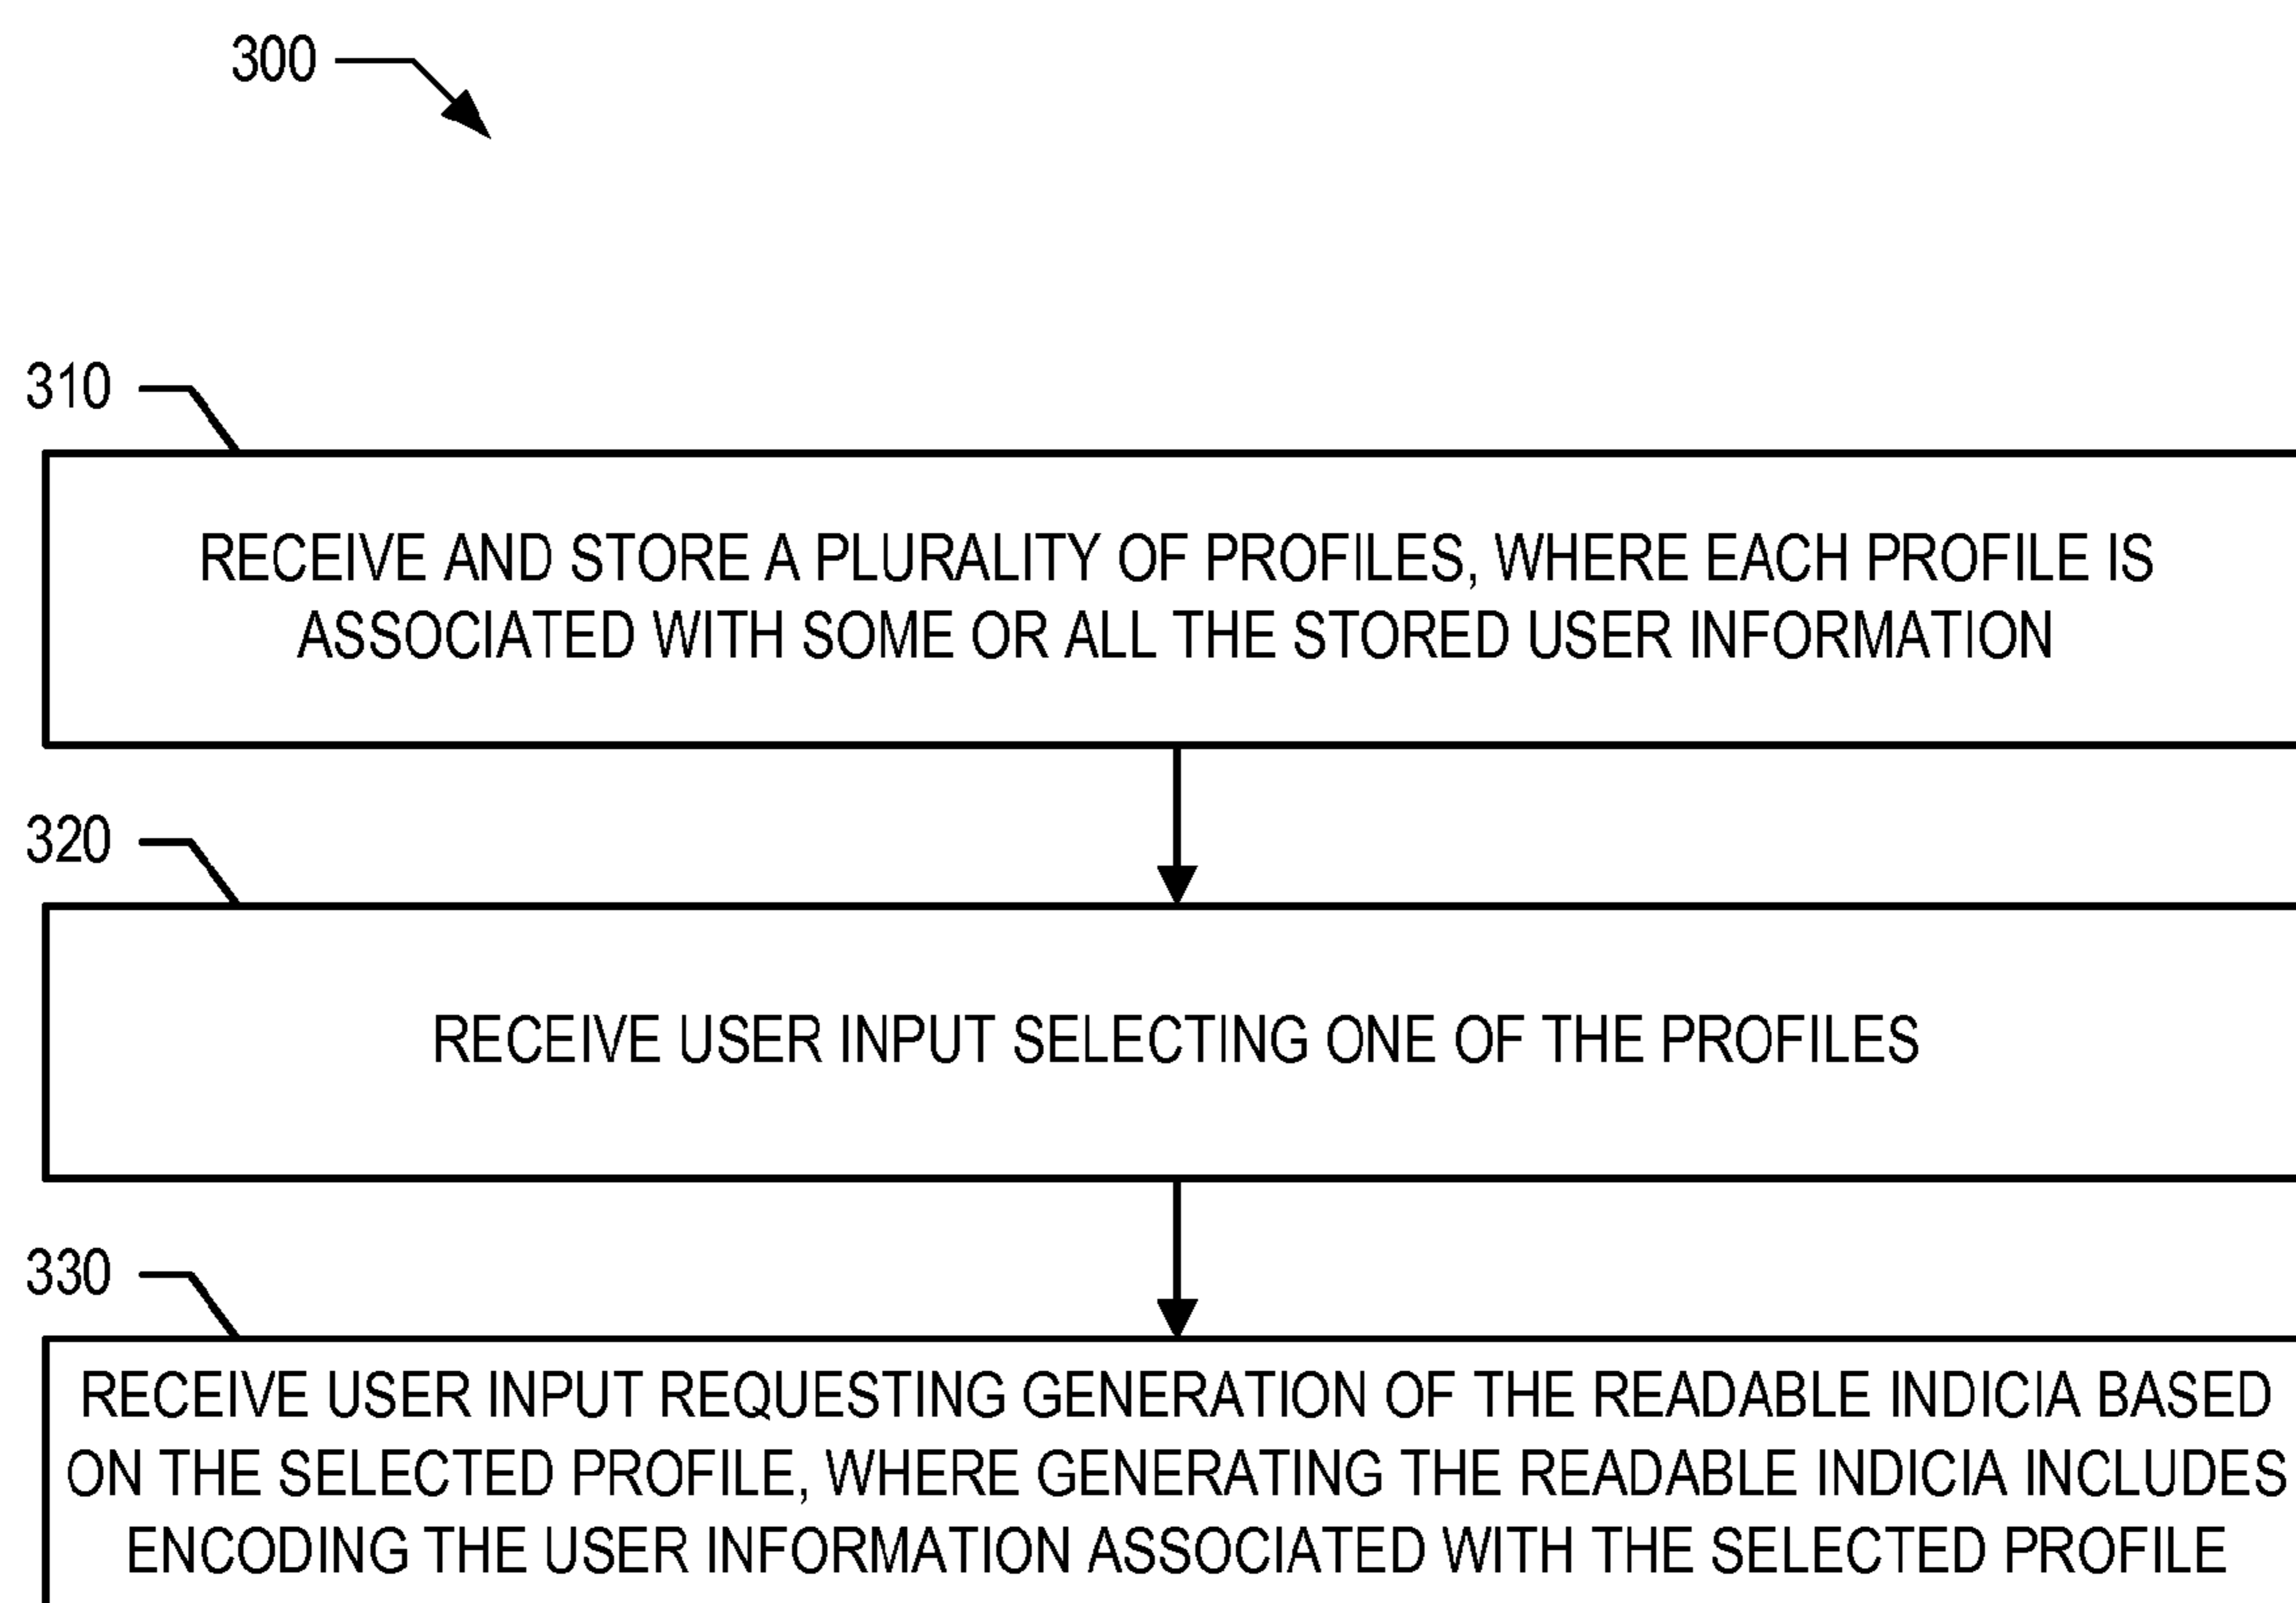 300
310
RECEIVE AND STORE A PLURALITY OF PROFILES, WHERE EACH PROFILE IS
ASSOCIATED WITH SOME OR ALL THE STORED USER INFORMATION
320
RECEIVE USER INPUT SELECTING ONE OF THE PROFILES
330
RECEIVE USER INPUT REQUESTING GENERATION OF THE READABLE INDICIA BASED
ON THE SELECTED PROFILE, WHERE GENERATING THE READABLE INDICIA INCLUDES
ENCODING THE USER INFORMATION ASSOCIATED WITH THE SELECTED PROFILE